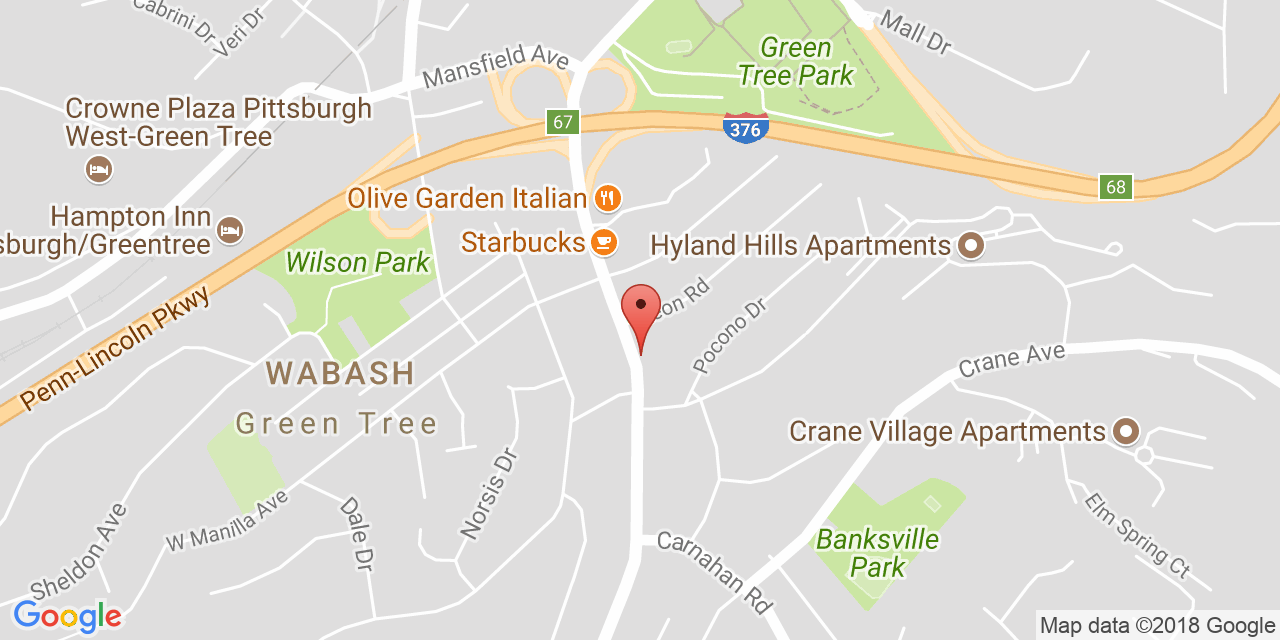 Cabrini Dr
Veri Dr
Mall Dr
Mansfield Ave
Green
Tree Park
Crowne Plaza Pittsburgh
West-Green Tree
67
376
68
Olive Garden Italian
Hampton Inn
sburgh/Greentree
Starbucks
Hyland Hills Apartments
Wilson Park
eon Rd
Penn-Lincoln Pkwy
Pocono Dr
Crane Ave
WABASH
Green Tree
Crane Village Apartments
Norsis Dr
W Manilla Ave
Dale Dr
Sheldon Ave
Elm Spring Ct
Banksville
Park
Carnahan Rd
Google
Map data ©2018 Google